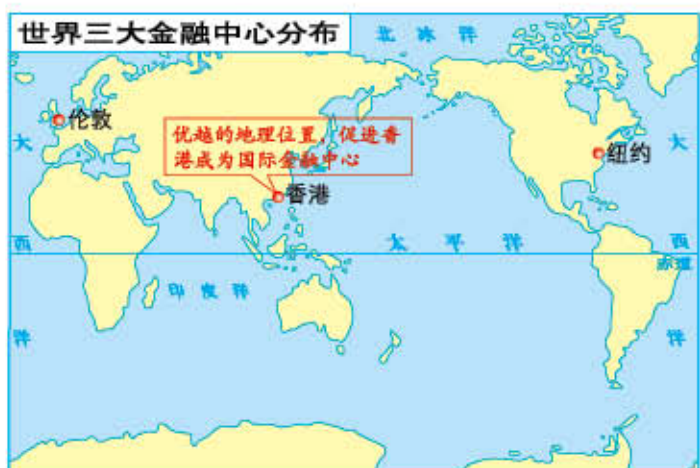 世界三大金融中心分布
北冰洋
伦敦
大
优越的地理位置，促进香
港成为国际金融中心
纽约
香港
西
太平洋
西
赤道
印度洋
洋
洋